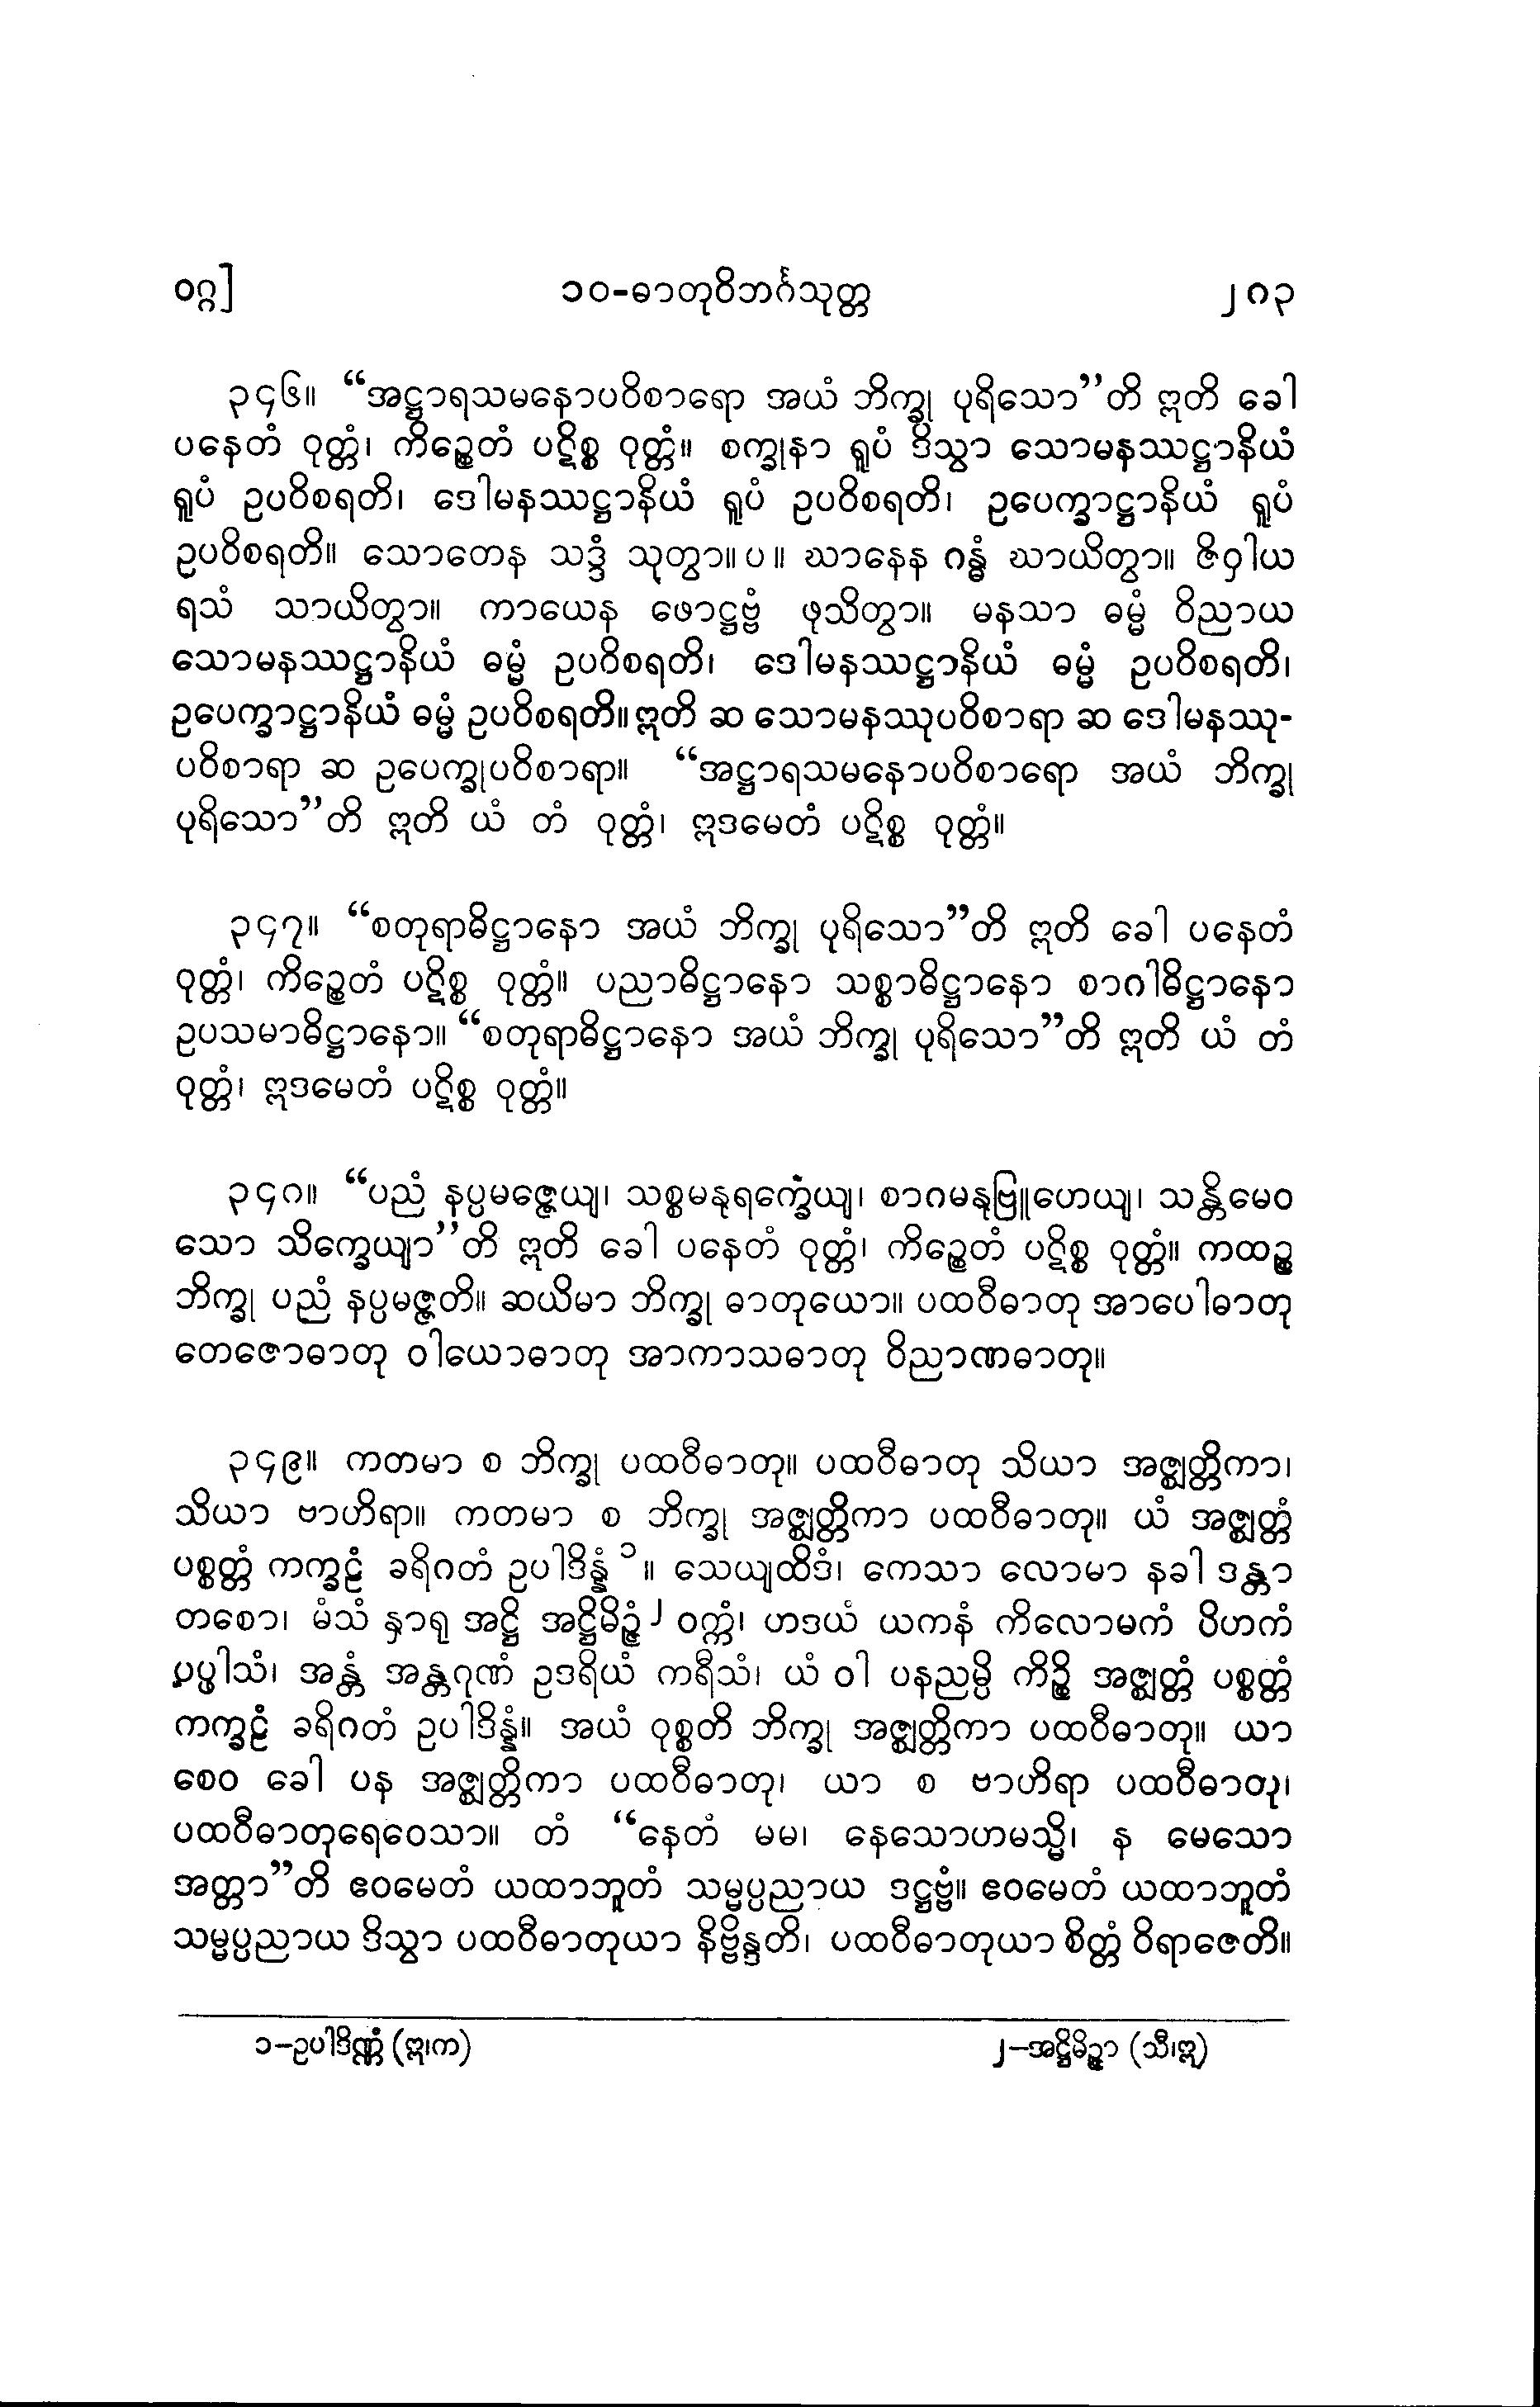 ဝဂ္ဂ]	၁၀-ဓာတုဝိဘင်္ဂသုတ္တ	၂၈၃
၃၄၆။ “အဋ္ဌာရသမနောပဝိစာရော အယံ ဘိက္ခု ပုရိသော”တိ ဣတိ ခေါ
ပနေတံ ဝုတ္တံ၊ ကိဉ္စေတံ ပဋိစ္စ ဝုတ္တံ။ စက္ခုနာ ရူပံ ဒိသွာ သောမနဿဋ္ဌာနိယံ
ရူပံ ဥပဝိစရတိ၊ ဒေါမနဿဋ္ဌာနိယံ ရူပံ ဥပဝိစရတိ၊ ဥပေက္ခာဋ္ဌာနိယံ ရူပံ
ဥပဝိစရတိ။ သောတေန သဒ္ဒံ သုတွာ။ ပ။ ဃာနေန ဂန္ဓံ ဃာယိတွာ။ ဇိဝှါယ
ရသံ သာယိတွာ။ ကာယေန ဖောဋ္ဌဗ္ဗံ ဖုသိတွာ။ မနသာ ဓမ္မံ ဝိညာယ
သောမနဿဋ္ဌာနိယံ ဓမ္မံ ဥပဝိစရတိ၊ ဒေါမနဿဋ္ဌာနိယံ ဓမ္မံ ဥပဝိစရတိ၊
ဥပေက္ခာဋ္ဌာနိယံ ဓမ္မံ ဥပဝိစရတိ။ ဣတိ ဆ သောမနဿုပဝိစာရာ ဆ ဒေါမနဿု-
ပဝိစာရာ ဆ ဥပေက္ခုပဝိစာရာ။ “အဋ္ဌာရသမနောပဝိစာရော အယံ ဘိက္ခု
ပုရိသော”တိ ဣတိ ယံ တံ ဝုတ္တံ၊ ဣဒမေတံ ပဋိစ္စ ဝုတ္တံ။
၃၄၇။ “စတုရာဓိဋ္ဌာနော အယံ ဘိက္ခု ပုရိသော”တိ ဣတိ ခေါ ပနေတံ
ဝုတ္တံ၊ ကိဉ္စေတံ ပဋိစ္စ ဝုတ္တံ။ ပညာဓိဋ္ဌာနော သစ္စာဓိဋ္ဌာနော စာဂါဓိဋ္ဌာနော
ဥပသမာဓိဋ္ဌာနော။ “စတုရာဓိဋ္ဌာနော အယံ ဘိက္ခု ပုရိသော”တိ ဣတိ ယံ တံ
ဝုတ္တံ၊ ဣဒမေတံ ပဋိစ္စ ဝုတ္တံ။
၃၄၈။ “ပညံ နပ္ပမဇ္ဇေယျ၊ သစ္စမနုရက္ခေယျ၊ စာဂမနုဗြူဟေယျ၊ သန္တိမေဝ
သော သိက္ခေယျာ”တိ ဣတိ ခေါ ပနေတံ ဝုတ္တံ၊ ကိဉ္စေတံ ပဋိစ္စ ဝုတ္တံ။ ကထဉ္စ
ဘိက္ခု ပညံ နပ္ပမဇ္ဇတိ။ ဆယိမာ ဘိက္ခု ဓာတုယော။ ပထဝီဓာတု အာပေါဓာတု
တေဇောဓာတု ဝါယောဓာတု အာကာသဓာတု ဝိညာဏဓာတု။
၃၄၉။ ကတမာ စ ဘိက္ခု ပထဝီဓာတု။ ပထဝီဓာတု သိယာ အဇ္ဈတ္တိကာ၊
သိယာ ဗာဟိရာ။ ကတမာ စ ဘိက္ခု အဇ္ဈတ္တိကာ ပထဝီဓာတု။ ယံ အဇ္ဈတ္တံ
ပစ္စတ္တံ ကက္ခဠံ ခရိဂတံ ဥပါဒိန္နံ ၁။ သေယျထိဒံ၊ ကေသာ လောမာ နခါ ဒန္တာ
တစော၊ မံသံ နှာရု အဋ္ဌိ အဋ္ဌိမိဉ္ဇံ၂ ဝက္ကံ၊ ဟဒယံ ယကနံ ကိလောမကံ ပိဟကံ
ပပ္ဖါသံ၊ အန္တံ အန္တဂုဏံ ဥဒရိယံ ကရီသံ၊ ယံ ဝါ ပနညမ္ပိ ကိဉ္စိ အဇ္ဈတ္တံ ပစ္စတ္တံ
ကက္ခဠံ ခရိဂတံ ဥပါဒိန္နံ။ အယံ ဝုစ္စတိ ဘိက္ခု အဇ္ဈတ္တိကာ ပထဝီဓာတု။ ယာ
စေဝ ခေါ ပန အဇ္ဈတ္တိကာ ပထဝီဓာတု၊ ယာ စ ဗာဟိရာ ပထဝီဓာတု၊
ပထဝီဓာတုရေဝေသာ။ တံ “နေတံ မမ၊ နေသောဟမသ္မိ၊ န မေသော
အတ္တာ”တိ ဧဝမေတံ ယထာဘူတံ သမ္မပ္ပညာယ ဒဋ္ဌဗ္ဗံ။ ဧဝမေတံ ယထာဘူတံ
သမ္မပ္ပညာယ ဒိသွာ ပထဝီဓာတုယာ နိဗ္ဗိန္ဒတိ၊ ပထဝီဓာတုယာ စိတ္တံ ဝိရာဇေတိ။
၁-ဥပါဒိဏ္ဏံ (ဣ၊က)	၂-အဋ္ဌိမိဉ္ဇာ (သီ၊ဣ)